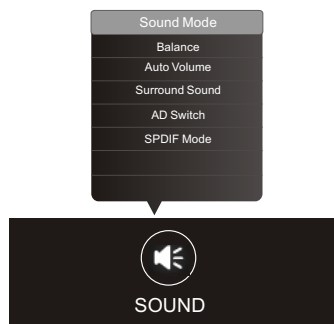 Sound Mode
Balance
Auto Volume
Surround Sound
AD Switch
SPDIF Mode
SOUND